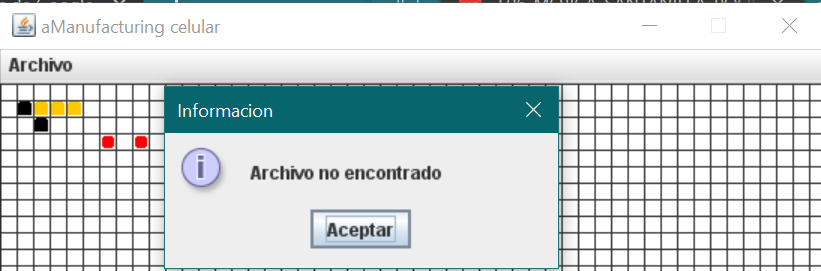 aManufacturing celular
Archivo
Informacion
Archivo no encontrado
Aceptar